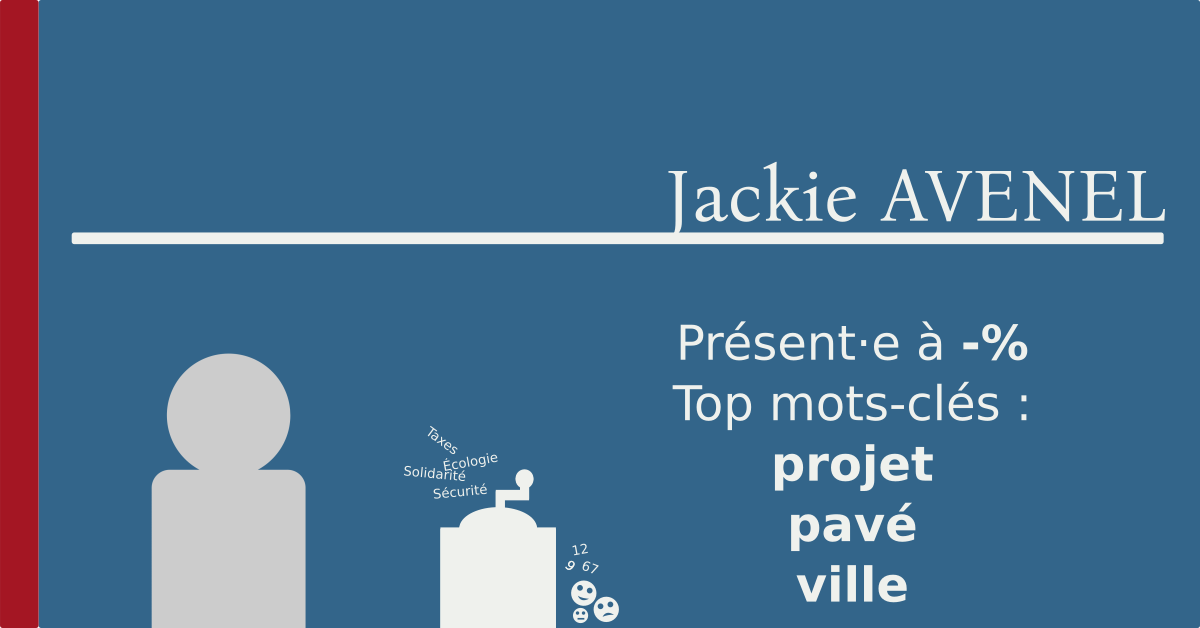 Jackie AVENEL
Présent·e à -%
Top mots-clés :
projet
pavé
ville
Taxes
Écologie
Solidarité
Sécurité
12
9 67